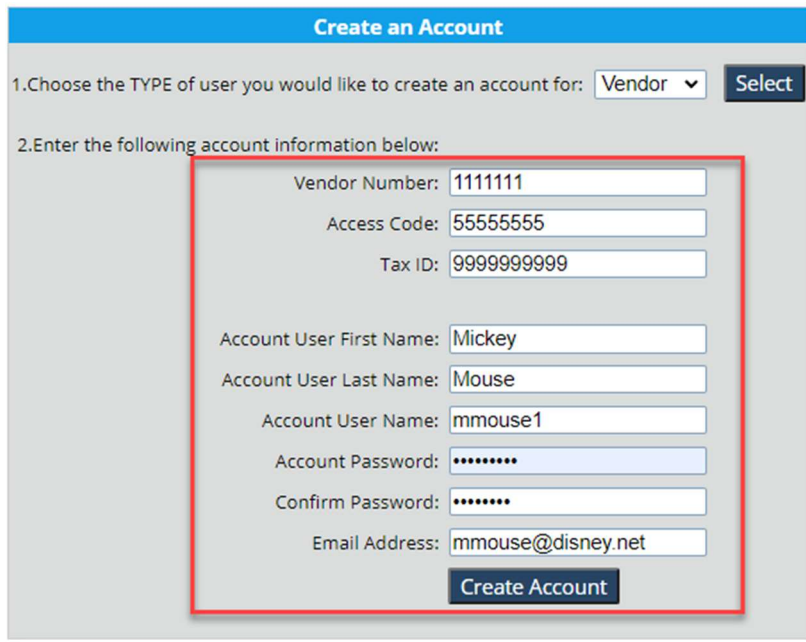 Create an Account
1.Choose the TYPE of user you would like to create an account for: Vendor Select
2.Enter the following account information below:
Vendor Number: 1111111
Access Code: 55555555
Tax ID: 9999999999
Account User First Name: Mickey
Account User Last Name: Mouse
Account User Name: mmouse1
Account Password: •••••••••
Confirm Password: ••••••••
Email Address: mmouse@disney.net
Create Account